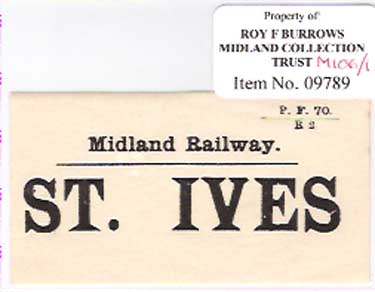 Property of
ROY F BURROWS
MIDLAND COLLECTION
TRUST M106/1
Item No. 09789
P. F. 70.
R 2
Midland Railway.
ST. IVES